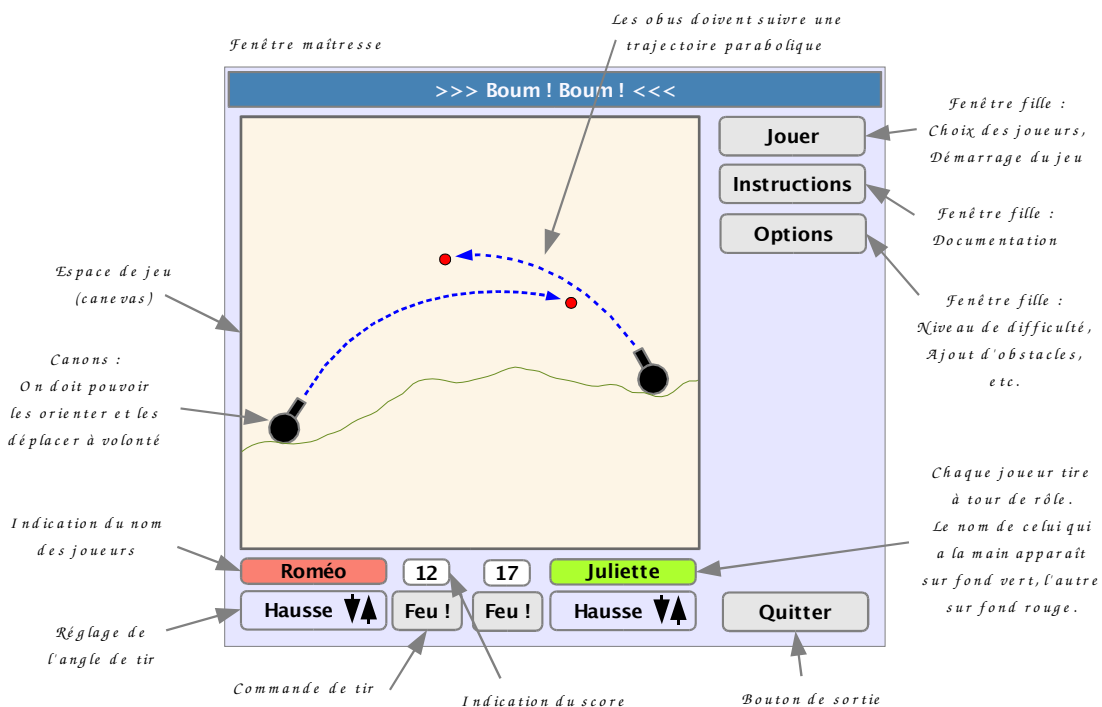 Les obus doivent suivre une
trajectoire parabolique
Fenêtre maîtresse
>>> Boum ! Boum ! <<<
Fenêtre fille :
Choix des joueurs,
Démarrage du jeu
Jouer
Instructions
Fenêtre fille :
Documentation
Options
Espace de jeu
(canevas)
Fenêtre fille :
Niveau de difficulté,
Ajout d'obstacles,
etc.
Canons :
On doit pouvoir
les orienter et les
déplacer à volonté
Chaque joueur tire
à tour de rôle.
Le nom de celui qui
a la main apparaît
sur fond vert, l'autre
sur fond rouge.
Indication du nom
des joueurs
Roméo
12
17
Juliette
Hausse
Feu !
Feu !
Hausse
Quitter
Réglage de
l'angle de tir
Commande de tir
Indication du score
Bouton de sortie